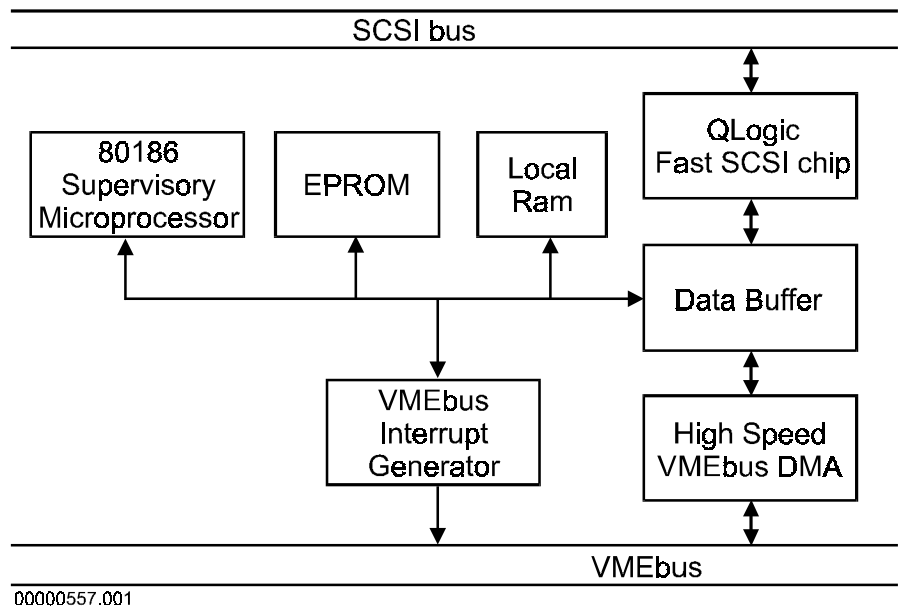 SCSI bus
QLogic
Fast SCSI chip
80186
Supervisory
Microprocessor
EPROM
Local
Ram
Data Buffer
VMEbus
Interrupt
Generator
High Speed
VMEbus DMA
VMEbus
00000557.001